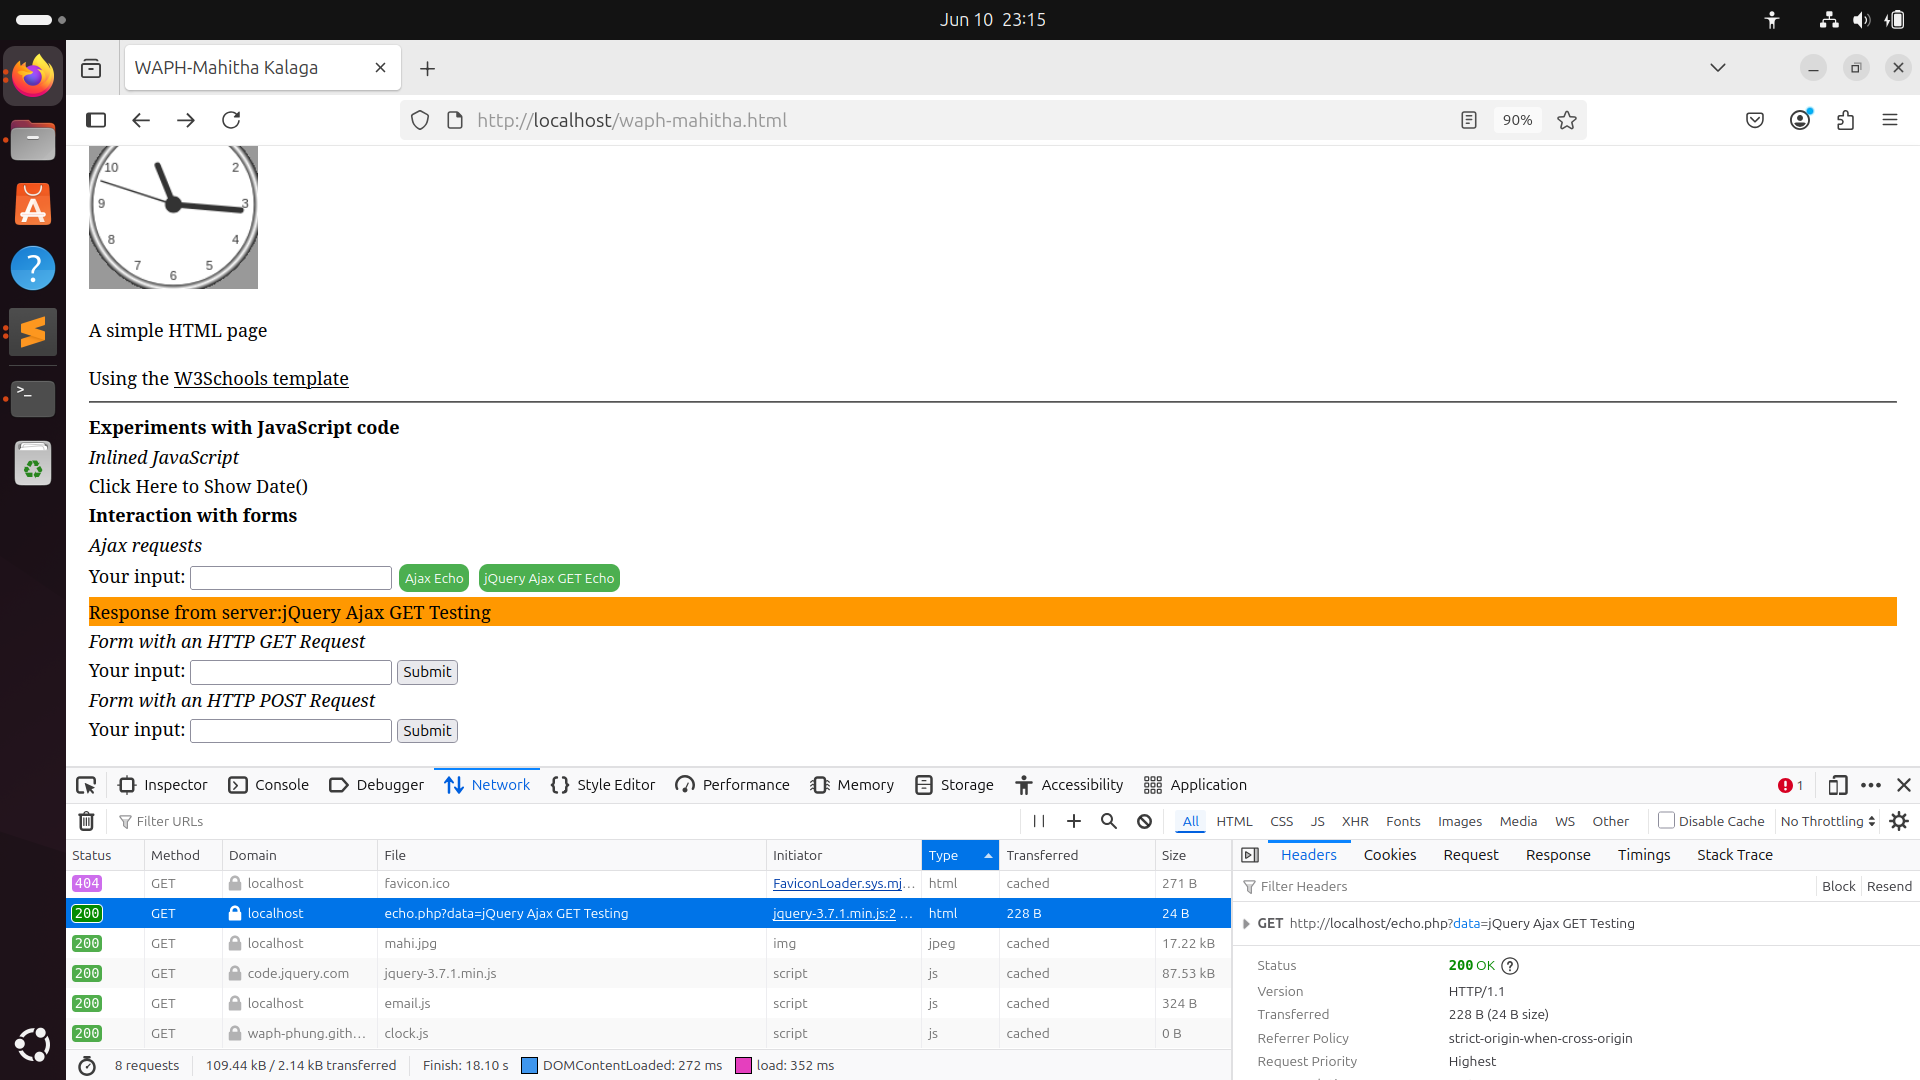 Jun 10 23:15
WAPH-Mahitha Kalaga
http://localhost/waph-mahitha.html
90%
10
2
9
3
8
4
7
5
6
A simple HTML page
Using the W3Schools template
Experiments with JavaScript code
Inlined JavaScript
Click Here to Show Date()
Interaction with forms
Ajax requests
Your input: Ajax Echo jQuery Ajax GET Echo
Response from server:jQuery Ajax GET Testing
Form with an HTTP GET Request
Your input: Submit
Form with an HTTP POST Request
Your input: Submit
Inspector Console Debugger Network Style Editor Performance Memory Storage Accessibility Application 1
Filter URLs All HTML CSS JS XHR Fonts Images Media WS Other Disable Cache No Throttling
Status Method Domain File Initiator Type Transferred Size
404 GET localhost favicon.ico FaviconLoader.sys.mj… html cached 271 B
200 GET localhost echo.php?data=jQuery Ajax GET Testing jquery-3.7.1.min.js:2 … html 228 B 24 B
200 GET localhost mahi.jpg img jpeg cached 17.22 kB
200 GET code.jquery.com jquery-3.7.1.min.js script js cached 87.53 kB
200 GET localhost email.js script js cached 324 B
200 GET waph-phung.gith… clock.js script js cached 0 B
8 requests 109.44 kB / 2.14 kB transferred Finish: 18.10 s DOMContentLoaded: 272 ms load: 352 ms
Headers Cookies Request Response Timings Stack Trace
Filter Headers Block Resend
GET http://localhost/echo.php?data=jQuery Ajax GET Testing
Status 200 OK
Version HTTP/1.1
Transferred 228 B (24 B size)
Referrer Policy strict-origin-when-cross-origin
Request Priority Highest